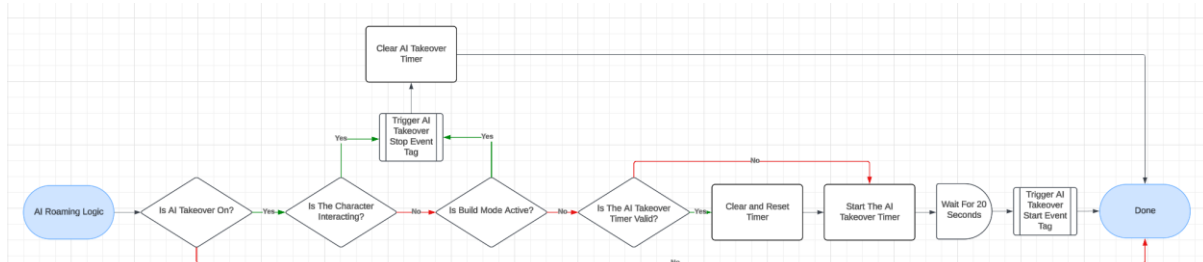 Clear AI Takeover
Timer
Trigger AI
Takeover
Stop Event
Tag
Yes
Yes
No
AI Roaming Logic
Is AI Takeover On?
Yes
Is The Character
Interacting?
No
Is Build Mode Active?
No
Is The AI Takeover
Timer Valid?
Yes
Clear and Reset
Timer
Start The AI
Takeover Timer
Wait For 20
Seconds
Trigger AI
Takeover
Start Event
Tag
Done
No